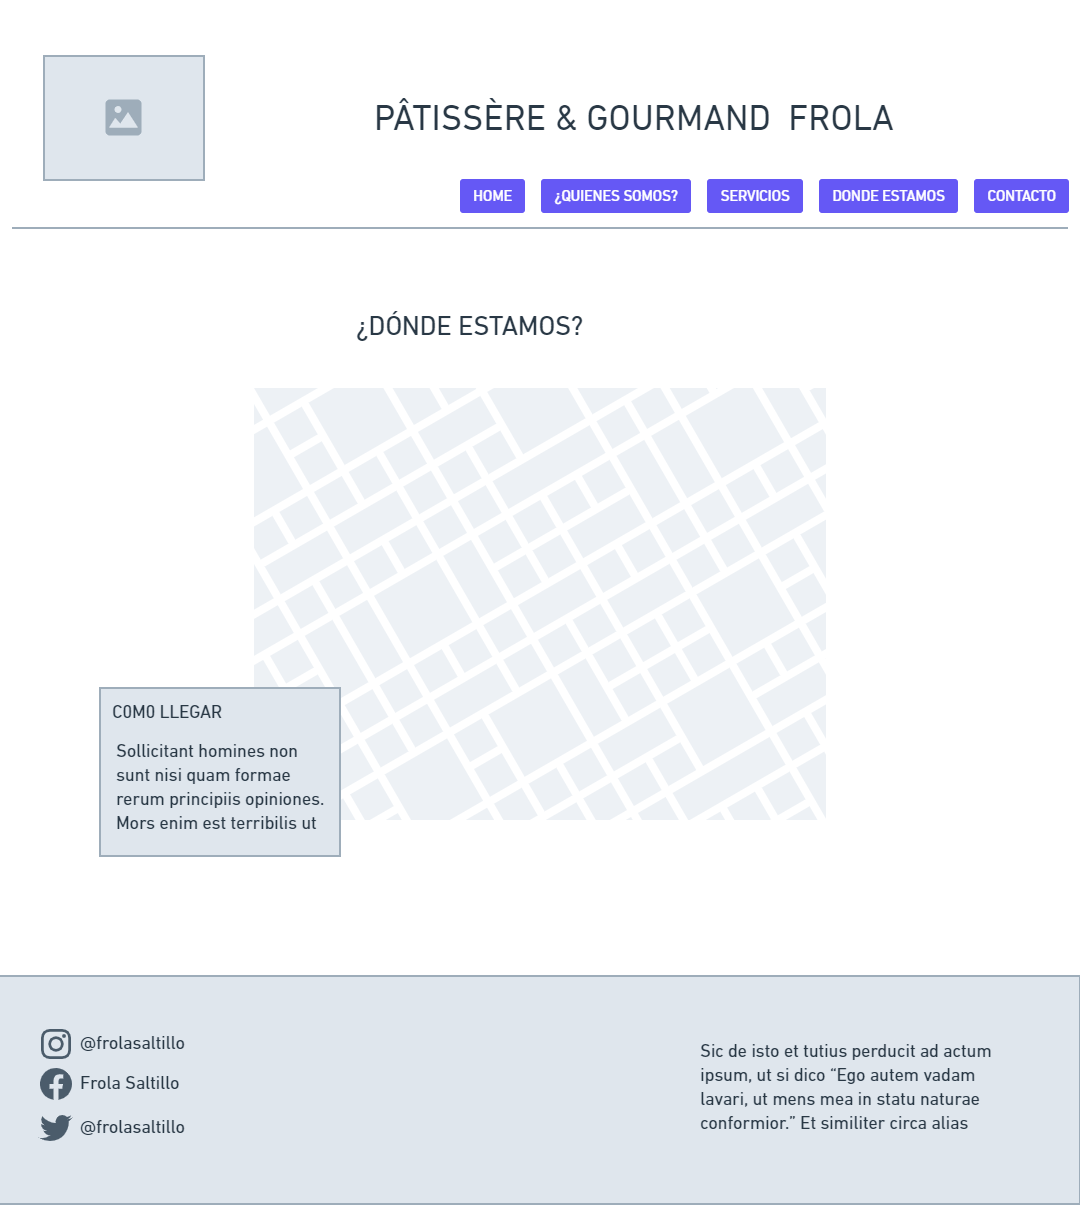 PÂTISSÈRE & GOURMAND  FROLA
HOME
¿QUIENES SOMOS?
SERVICIOS
DONDE ESTAMOS
CONTACTO
¿DÓNDE ESTAMOS?
COMO LLEGAR
Sollicitant homines non
sunt nisi quam formae
rerum principiis opiniones.
Mors enim est terribilis ut
@frolasaltillo
Frola Saltillo
@frolasaltillo
Sic de isto et tutius perducit ad actum
ipsum, ut si dico “Ego autem vadam
lavari, ut mens mea in statu naturae
conformior.” Et similiter circa alias